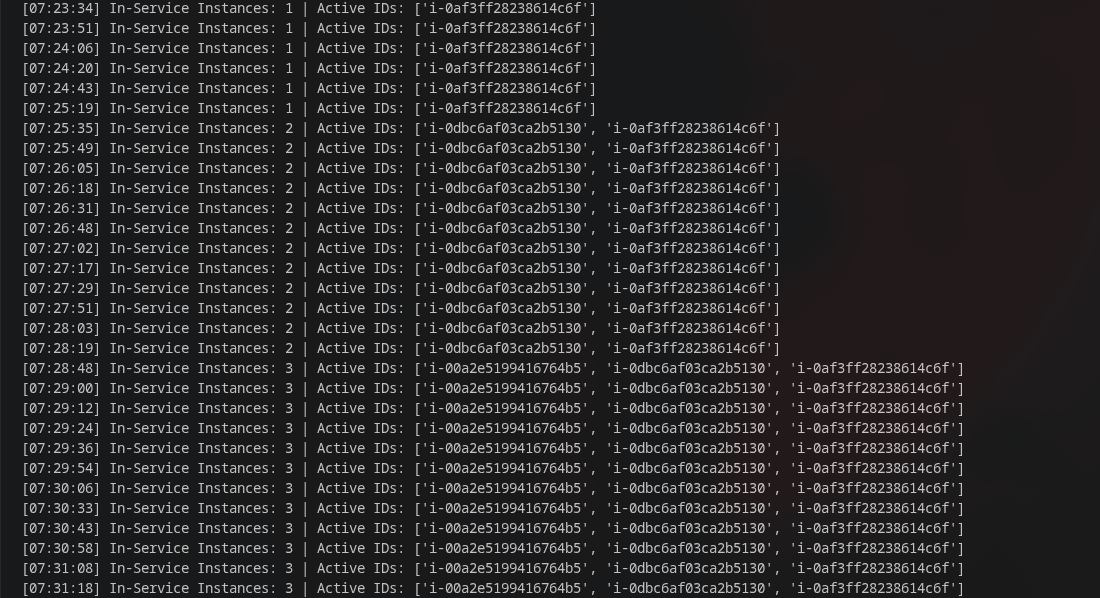 [07:23:34] In-Service Instances: 1 | Active IDs: ['i-0af3ff28238614c6f']
[07:23:51] In-Service Instances: 1 | Active IDs: ['i-0af3ff28238614c6f']
[07:24:06] In-Service Instances: 1 | Active IDs: ['i-0af3ff28238614c6f']
[07:24:20] In-Service Instances: 1 | Active IDs: ['i-0af3ff28238614c6f']
[07:24:43] In-Service Instances: 1 | Active IDs: ['i-0af3ff28238614c6f']
[07:25:19] In-Service Instances: 1 | Active IDs: ['i-0af3ff28238614c6f']
[07:25:35] In-Service Instances: 2 | Active IDs: ['i-0dbc6af03ca2b5130', 'i-0af3ff28238614c6f']
[07:25:49] In-Service Instances: 2 | Active IDs: ['i-0dbc6af03ca2b5130', 'i-0af3ff28238614c6f']
[07:26:05] In-Service Instances: 2 | Active IDs: ['i-0dbc6af03ca2b5130', 'i-0af3ff28238614c6f']
[07:26:18] In-Service Instances: 2 | Active IDs: ['i-0dbc6af03ca2b5130', 'i-0af3ff28238614c6f']
[07:26:31] In-Service Instances: 2 | Active IDs: ['i-0dbc6af03ca2b5130', 'i-0af3ff28238614c6f']
[07:26:48] In-Service Instances: 2 | Active IDs: ['i-0dbc6af03ca2b5130', 'i-0af3ff28238614c6f']
[07:27:02] In-Service Instances: 2 | Active IDs: ['i-0dbc6af03ca2b5130', 'i-0af3ff28238614c6f']
[07:27:17] In-Service Instances: 2 | Active IDs: ['i-0dbc6af03ca2b5130', 'i-0af3ff28238614c6f']
[07:27:29] In-Service Instances: 2 | Active IDs: ['i-0dbc6af03ca2b5130', 'i-0af3ff28238614c6f']
[07:27:51] In-Service Instances: 2 | Active IDs: ['i-0dbc6af03ca2b5130', 'i-0af3ff28238614c6f']
[07:28:03] In-Service Instances: 2 | Active IDs: ['i-0dbc6af03ca2b5130', 'i-0af3ff28238614c6f']
[07:28:19] In-Service Instances: 2 | Active IDs: ['i-0dbc6af03ca2b5130', 'i-0af3ff28238614c6f']
[07:28:48] In-Service Instances: 3 | Active IDs: ['i-00a2e5199416764b5', 'i-0dbc6af03ca2b5130', 'i-0af3ff28238614c6f']
[07:29:00] In-Service Instances: 3 | Active IDs: ['i-00a2e5199416764b5', 'i-0dbc6af03ca2b5130', 'i-0af3ff28238614c6f']
[07:29:12] In-Service Instances: 3 | Active IDs: ['i-00a2e5199416764b5', 'i-0dbc6af03ca2b5130', 'i-0af3ff28238614c6f']
[07:29:24] In-Service Instances: 3 | Active IDs: ['i-00a2e5199416764b5', 'i-0dbc6af03ca2b5130', 'i-0af3ff28238614c6f']
[07:29:36] In-Service Instances: 3 | Active IDs: ['i-00a2e5199416764b5', 'i-0dbc6af03ca2b5130', 'i-0af3ff28238614c6f']
[07:29:54] In-Service Instances: 3 | Active IDs: ['i-00a2e5199416764b5', 'i-0dbc6af03ca2b5130', 'i-0af3ff28238614c6f']
[07:30:06] In-Service Instances: 3 | Active IDs: ['i-00a2e5199416764b5', 'i-0dbc6af03ca2b5130', 'i-0af3ff28238614c6f']
[07:30:33] In-Service Instances: 3 | Active IDs: ['i-00a2e5199416764b5', 'i-0dbc6af03ca2b5130', 'i-0af3ff28238614c6f']
[07:30:43] In-Service Instances: 3 | Active IDs: ['i-00a2e5199416764b5', 'i-0dbc6af03ca2b5130', 'i-0af3ff28238614c6f']
[07:30:58] In-Service Instances: 3 | Active IDs: ['i-00a2e5199416764b5', 'i-0dbc6af03ca2b5130', 'i-0af3ff28238614c6f']
[07:31:08] In-Service Instances: 3 | Active IDs: ['i-00a2e5199416764b5', 'i-0dbc6af03ca2b5130', 'i-0af3ff28238614c6f']
[07:31:18] In-Service Instances: 3 | Active IDs: ['i-00a2e5199416764b5', 'i-0dbc6af03ca2b5130', 'i-0af3ff28238614c6f']